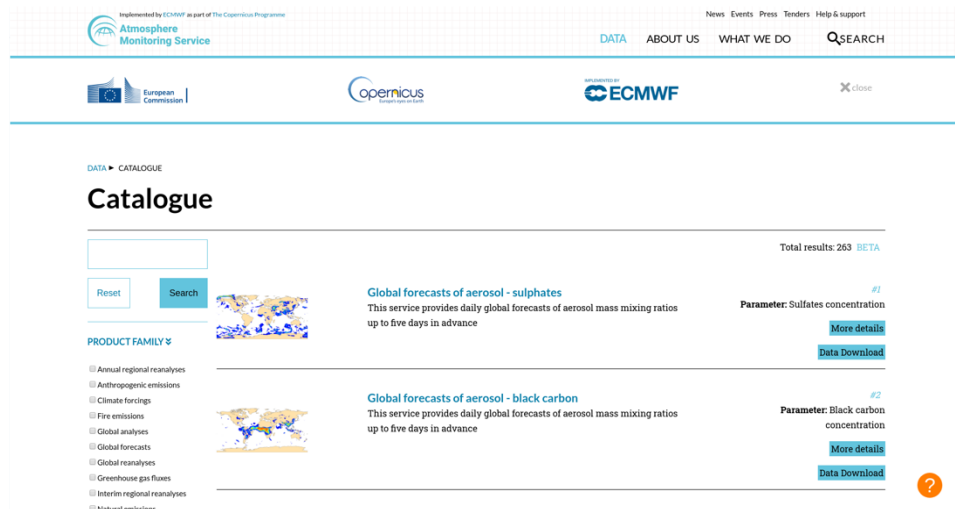 Implemented by ECMWF as part of The Copernicus Programme
News Events Press Tenders Help & support
Atmosphere
Monitoring Service
DATA ABOUT US WHAT WE DO SEARCH
European
Commission
opernicus
Europe's eyes on Earth
IMPLEMENTED BY
ECMWF
close
DATA ► CATALOGUE
Catalogue
Total results: 263 BETA
Reset Search
PRODUCT FAMILY
Annual regional reanalyses
Anthropogenic emissions
Climate forcings
Fire emissions
Global analyses
Global forecasts
Global reanalyses
Greenhouse gas fluxes
Interim regional reanalyses
Natural emissions
Global forecasts of aerosol - sulphates
This service provides daily global forecasts of aerosol mass mixing ratios
up to five days in advance
#1
Parameter: Sulfates concentration
More details
Data Download
Global forecasts of aerosol - black carbon
This service provides daily global forecasts of aerosol mass mixing ratios
up to five days in advance
#2
Parameter: Black carbon
concentration
More details
Data Download
?